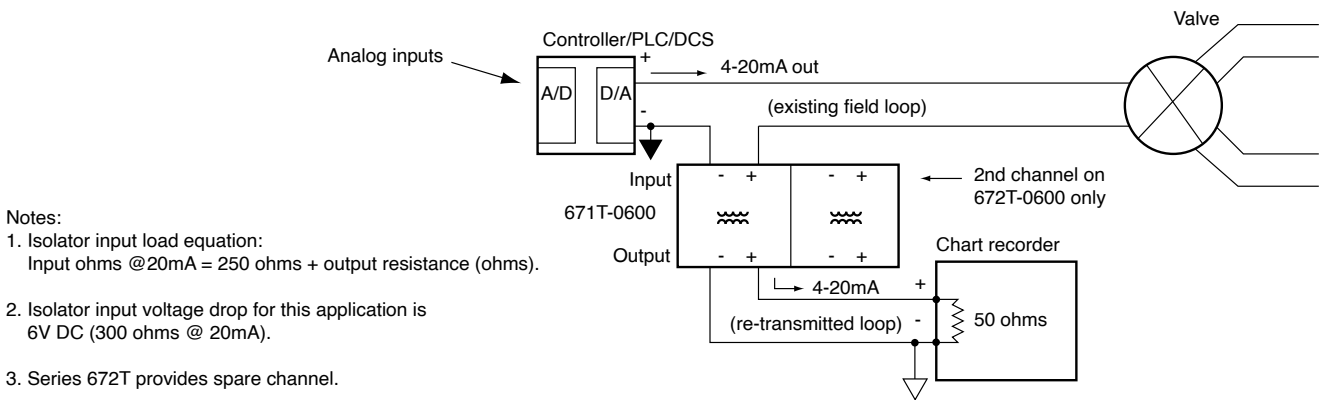 Valve
Controller/PLC/DCS
Analog inputs
+
4-20mA out
A/D
D/A
-
(existing field loop)
Input
- +
- +
2nd channel on
672T-0600 only
671T-0600
Output
- +
- +
Chart recorder
4-20mA
+
(re-transmitted loop)
-
50 ohms
Notes:
1. Isolator input load equation:
Input ohms @20mA = 250 ohms + output resistance (ohms).
2. Isolator input voltage drop for this application is
6V DC (300 ohms @ 20mA).
3. Series 672T provides spare channel.